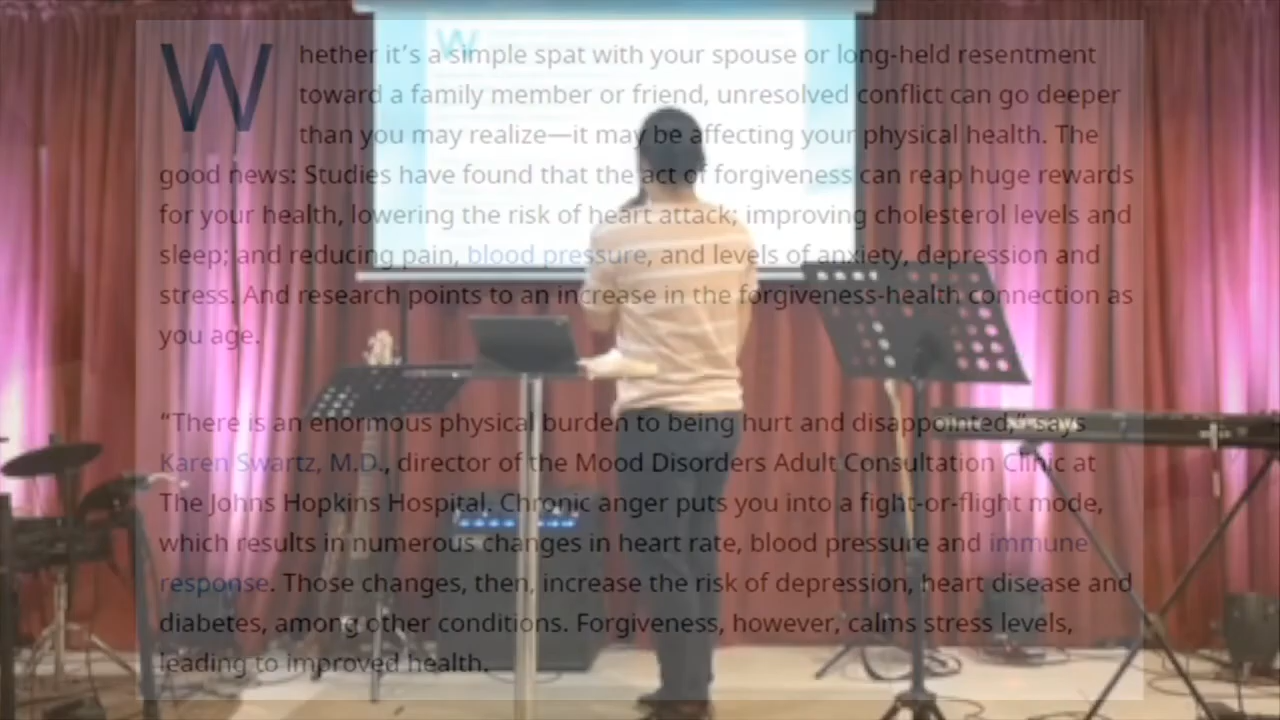 Whether it's a simple spat with your spouse or long-held resentment
toward a family member or friend, unresolved conflict can go deeper
than you may realize—it may be affecting your physical health. The
good news: Studies have found that the act of forgiveness can reap huge rewards
for your health, lowering the risk of heart attack; improving cholesterol levels and
sleep; and reducing pain, blood pressure, and levels of anxiety, depression and
stress. And research points to an increase in the forgiveness-health connection as
you age.
“There is an enormous physical burden to being hurt and disappointed,” says
Karen Swartz, M.D., director of the Mood Disorders Adult Consultation Clinic at
The Johns Hopkins Hospital. Chronic anger puts you into a fight-or-flight mode,
which results in numerous changes in heart rate, blood pressure and immune
response. Those changes, then, increase the risk of depression, heart disease and
diabetes, among other conditions. Forgiveness, however, calms stress levels,
leading to improved health.